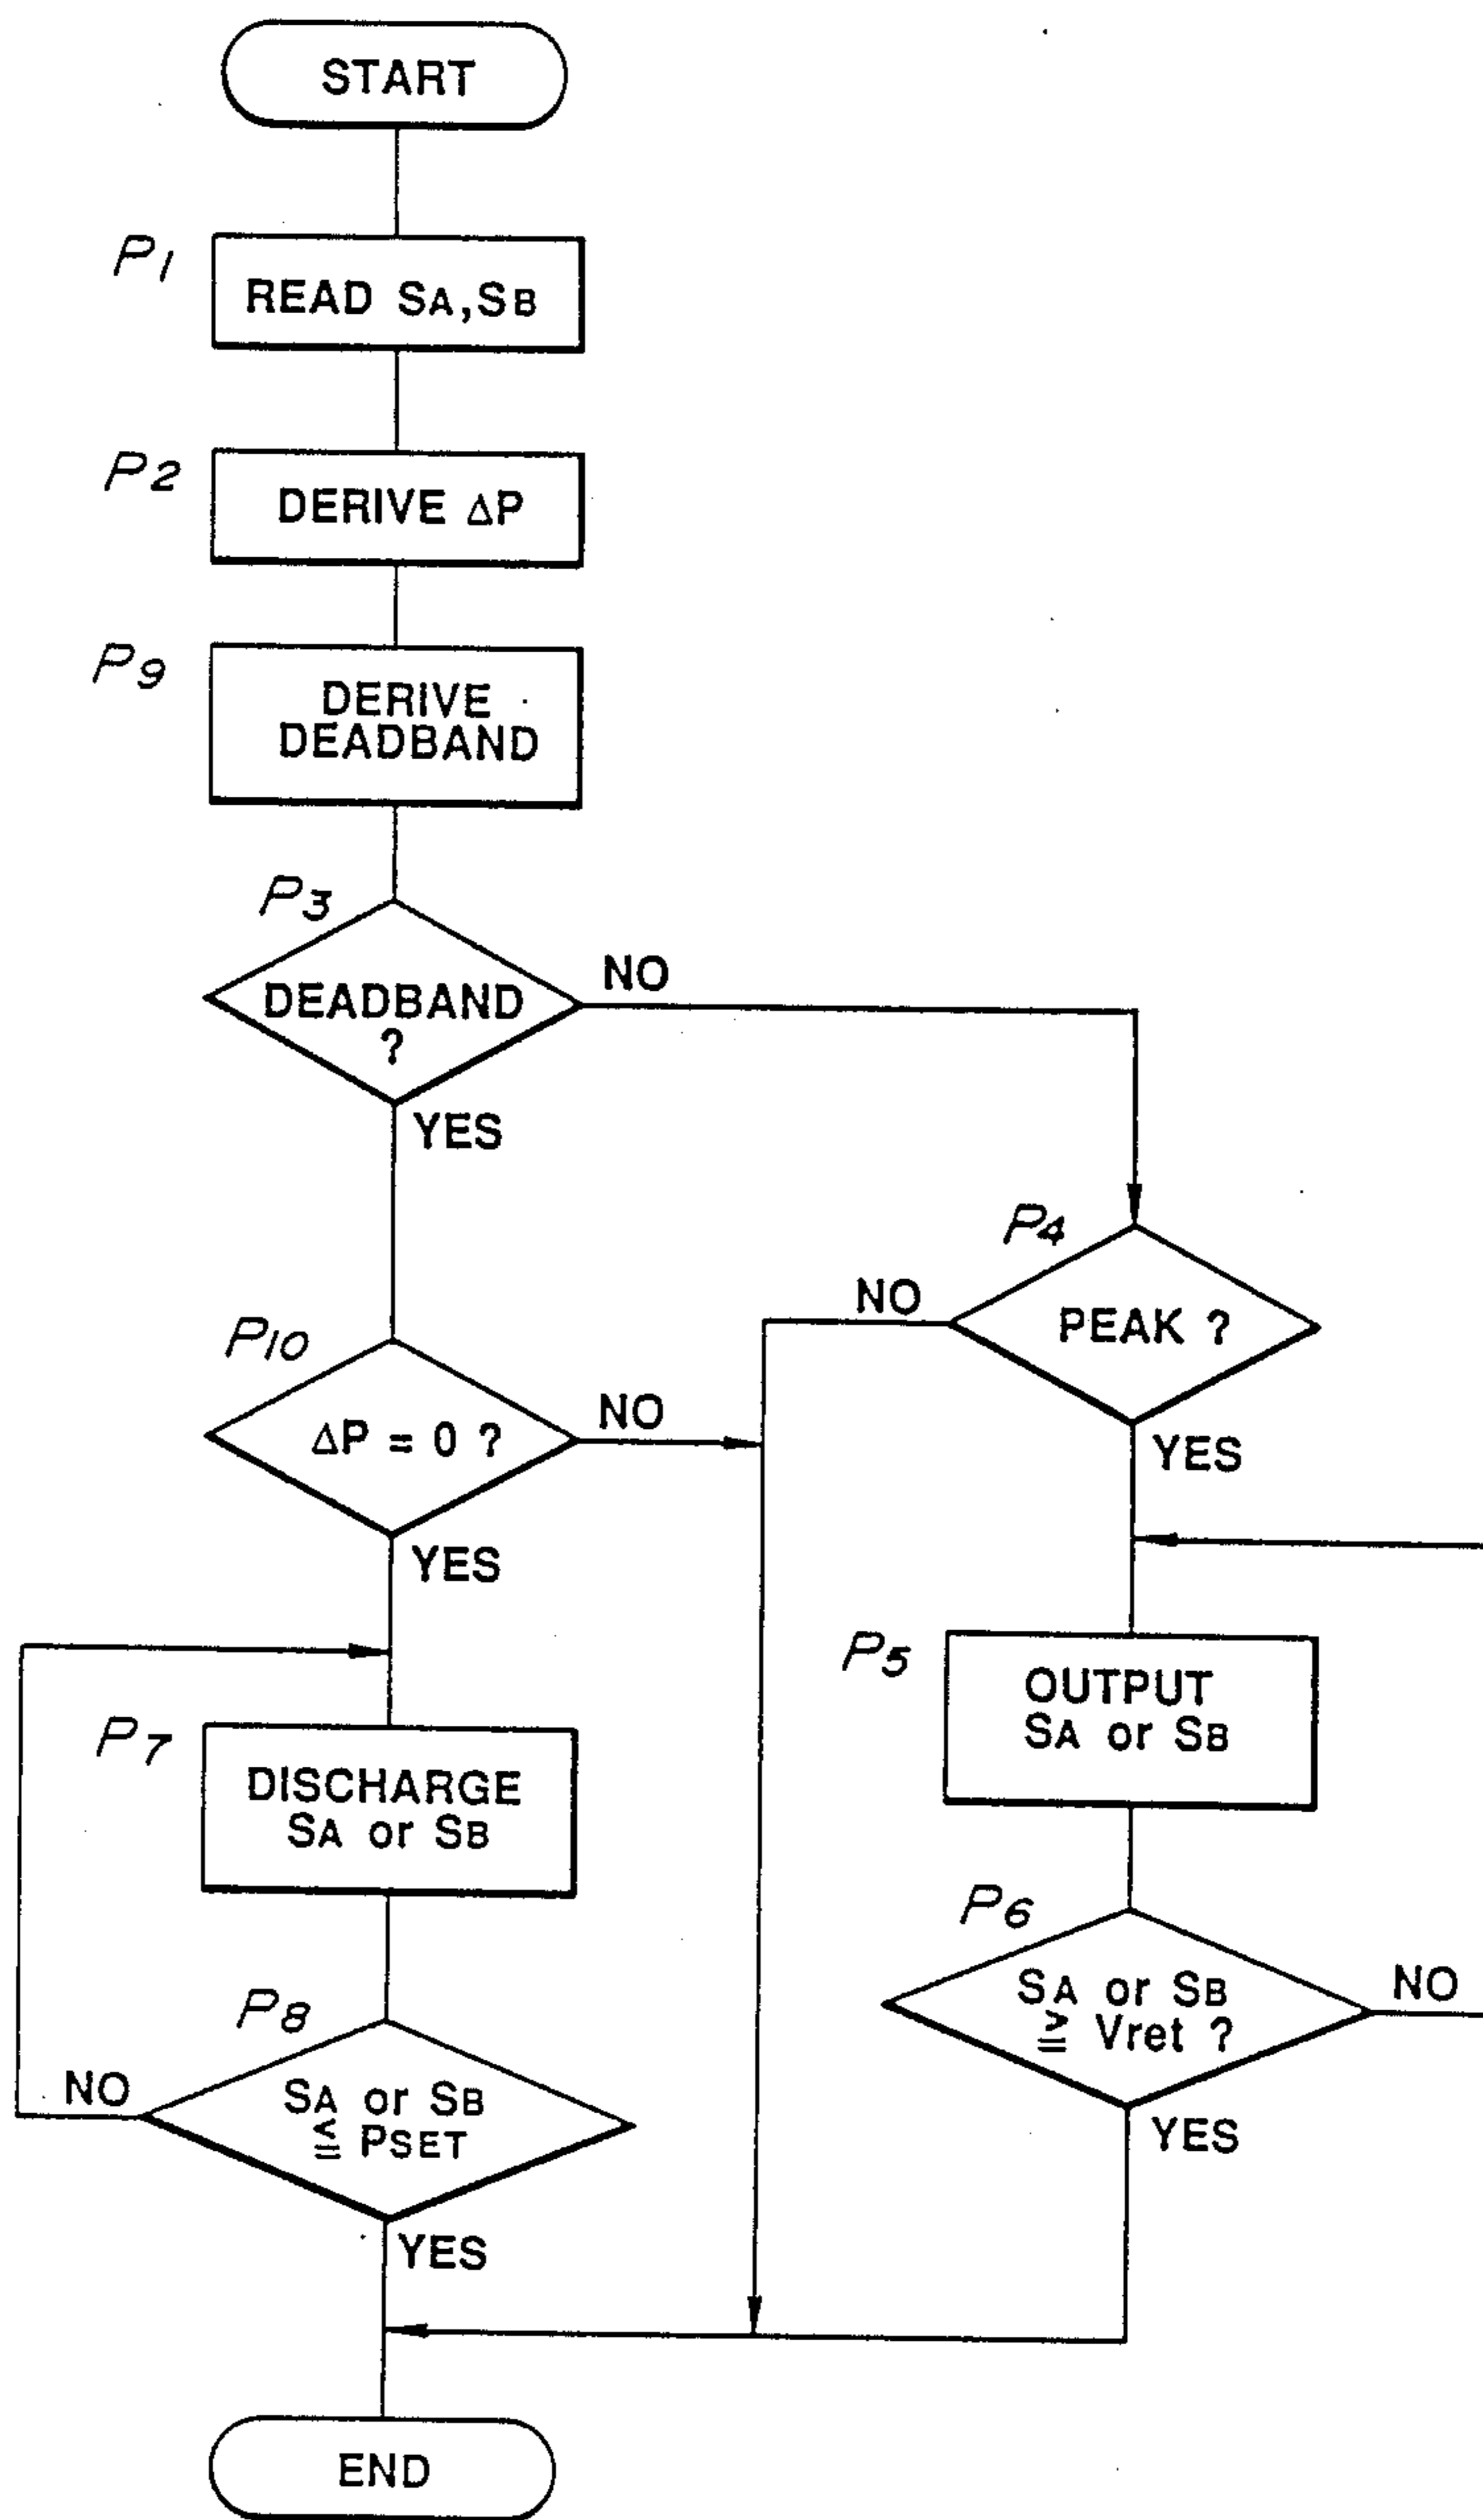 START
P1
READ SA,SB
P2
DERIVE ΔP
P9
DERIVE
DEADBAND
P3
DEADBAND
?
NO
YES
P4
PEAK ?
NO
YES
P10
ΔP = 0 ?
NO
YES
P5
OUTPUT
SA or SB
P7
DISCHARGE
SA or SB
P6
SA or SB
≧ Vret ?
NO
YES
P8
SA or SB
≦ PSET
NO
YES
END